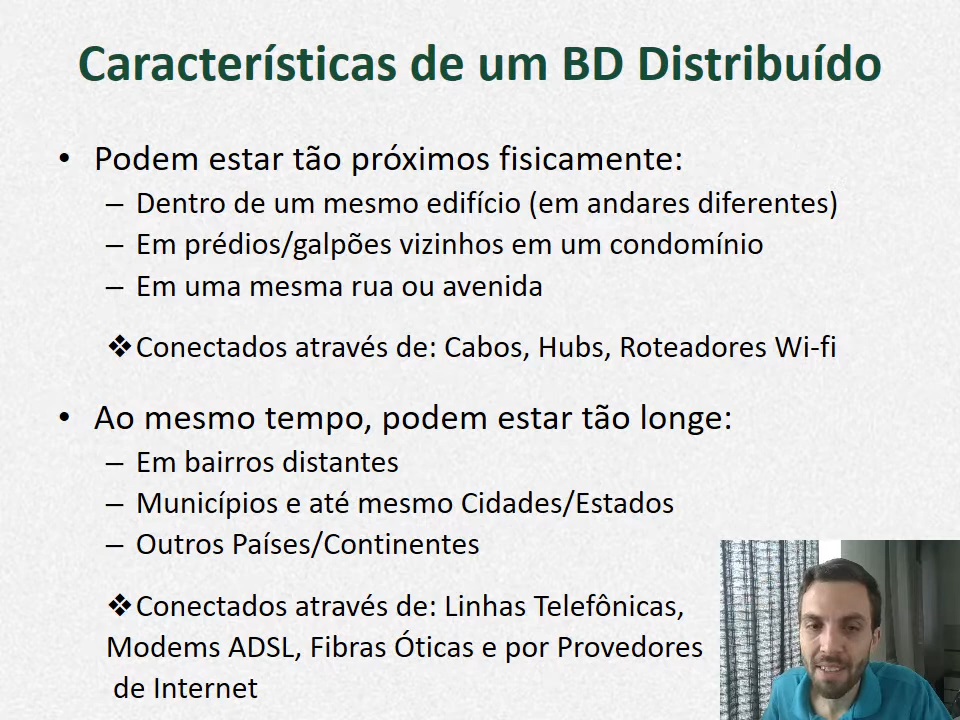 Características de um BD Distribuído
• Podem estar tão próximos fisicamente:
– Dentro de um mesmo edifício (em andares diferentes)
– Em prédios/galpões vizinhos em um condomínio
– Em uma mesma rua ou avenida
❖Conectados através de: Cabos, Hubs, Roteadores Wi-fi
• Ao mesmo tempo, podem estar tão longe:
– Em bairros distantes
– Municípios e até mesmo Cidades/Estados
– Outros Países/Continentes
❖Conectados através de: Linhas Telefônicas,
Modems ADSL, Fibras Óticas e por Provedores
de Internet